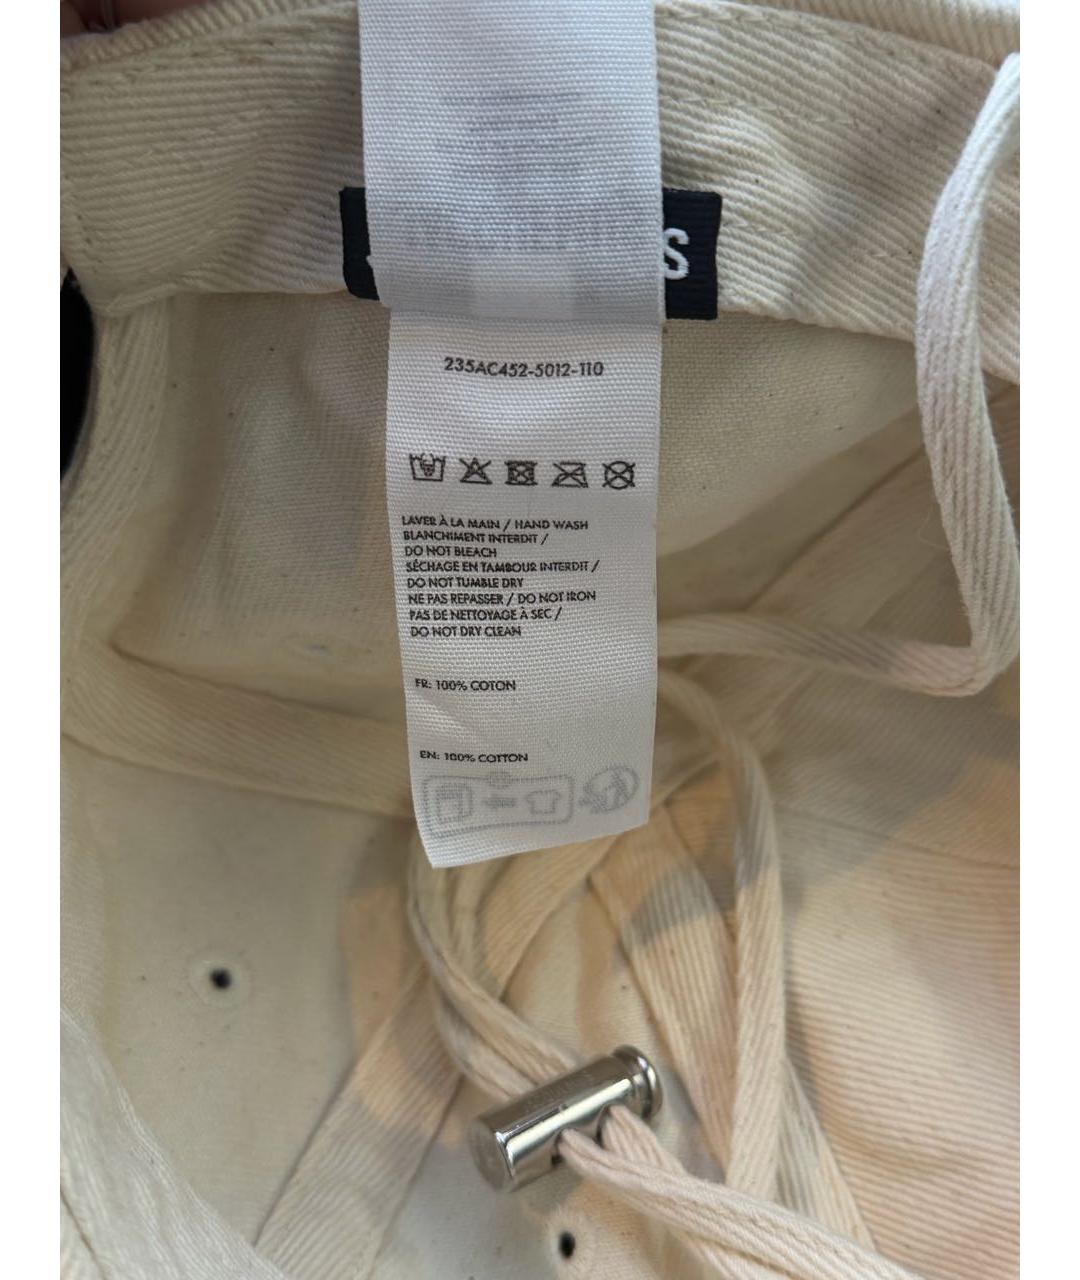 S
235AC452-5012-110
LAVER À LA MAIN / HAND WASH
BLANCHIMENT INTERDIT /
DO NOT BLEACH
SÉCHAGE EN TAMBOUR INTERDIT /
DO NOT TUMBLE DRY
NE PAS REPASSER / DO NOT IRON
PAS DE NETTOYAGE À SEC /
DO NOT DRY CLEAN
FR: 100% COTON
EN: 100% COTTON